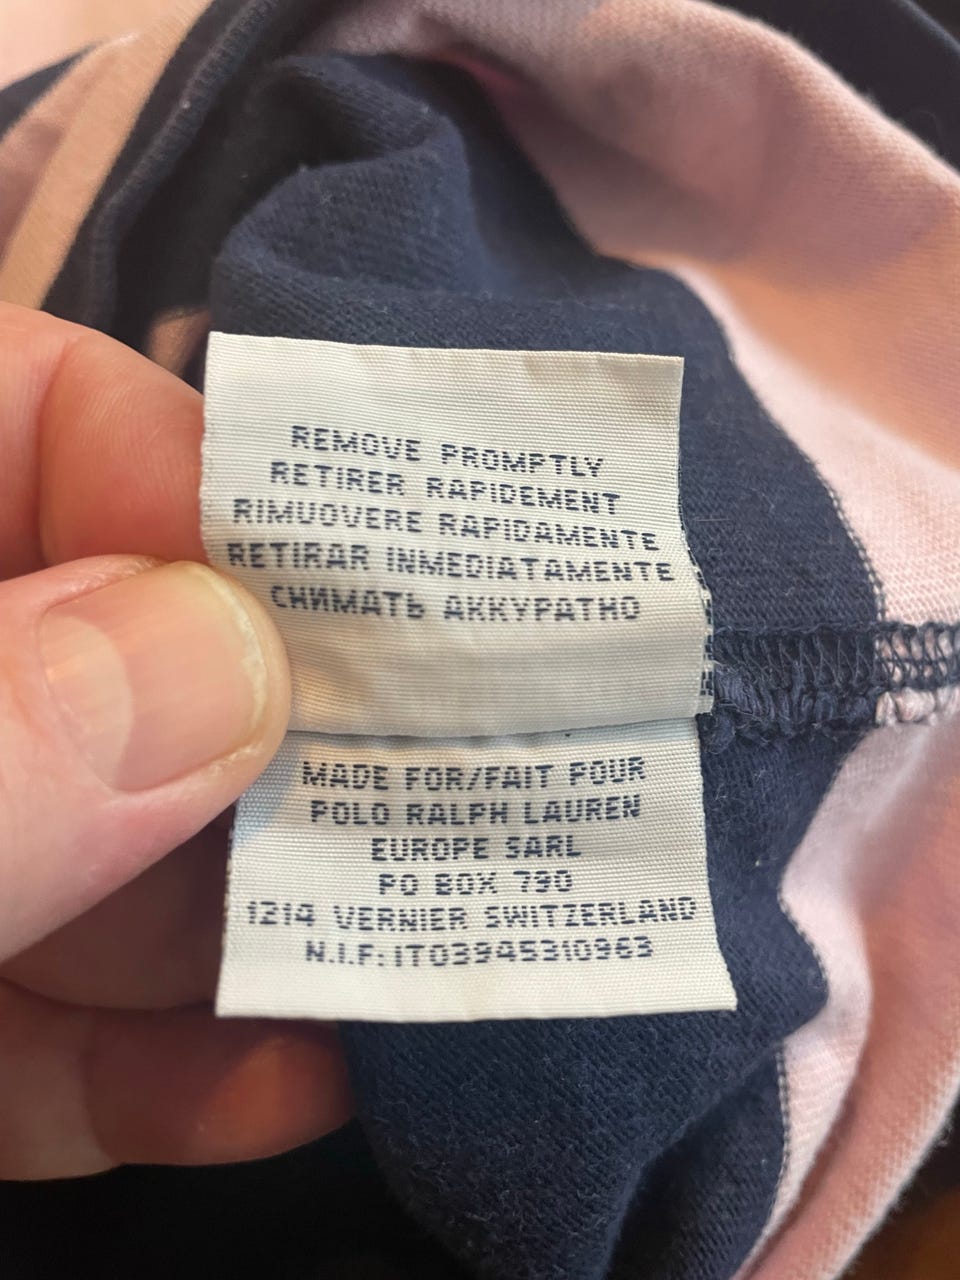 REMOVE PROMPTLY
RETIRER RAPIDEMENT
RIMUOVERE RAPIDAMENTE
RETIRAR INMEDIATAMENTE
СНИМАТЬ АККУРАТНО
MADE FOR/FAIT POUR
POLO RALPH LAUREN
EUROPE SARL
PO BOX 790
1214 VERNIER SWITZERLAND
N.I.F:IT03945310963